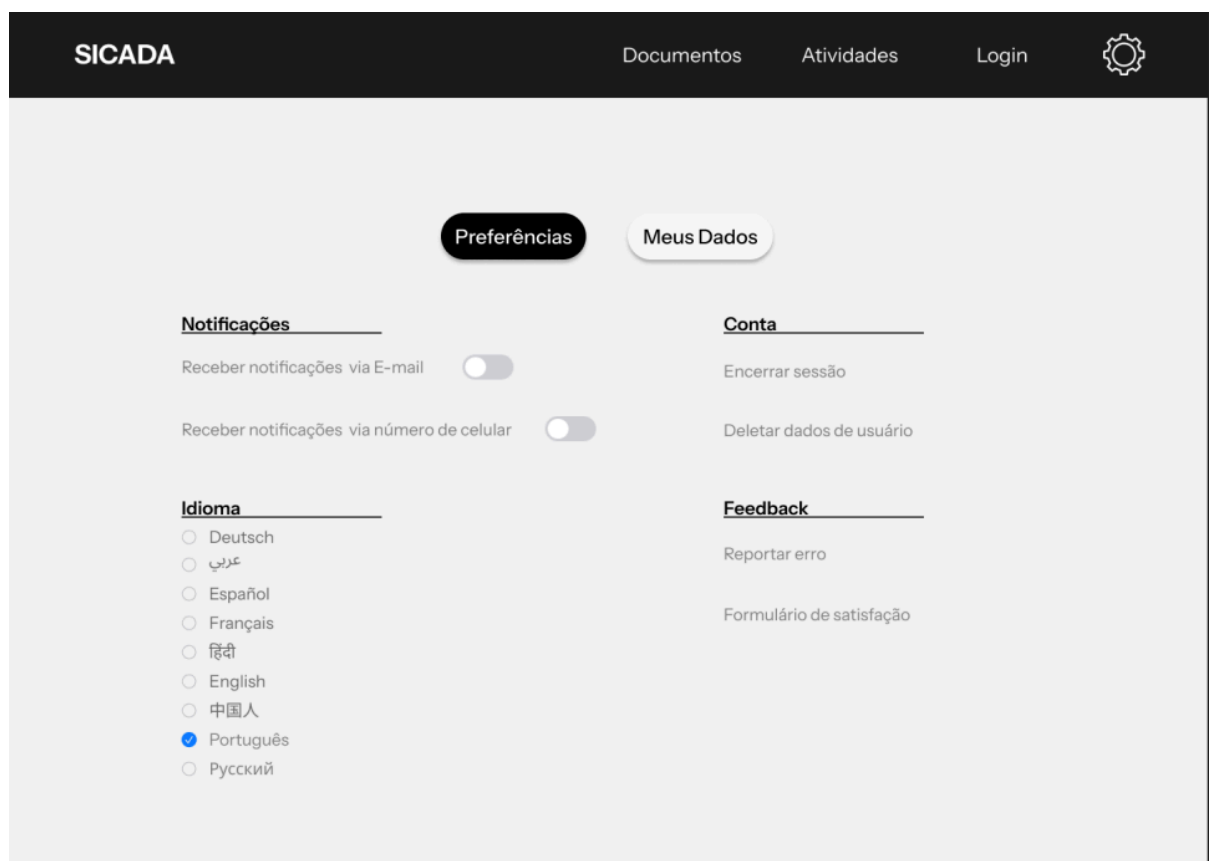 SICADA
Documentos
Atividades
Login
Preferências
Meus Dados
Notificações
Receber notificações via E-mail
Receber notificações via número de celular
Idioma
Deutsch
عربي
Español
Français
हिंदी
English
中国人
Português
Русский
Conta
Encerrar sessão
Deletar dados de usuário
Feedback
Reportar erro
Formulário de satisfação